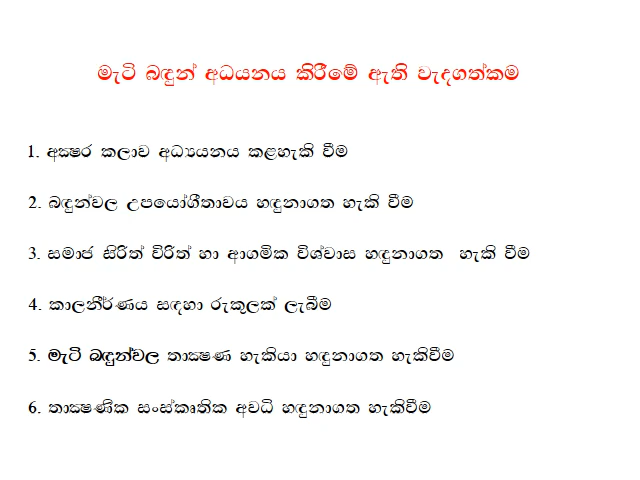 මැටි බඳුන් අධයනය කිරීමේ ඇති වැදගත්කම
1. අක්‍ෂර කලාව අධ්‍යයනය කළහැකි වීම
2. බඳුන්වල උපයෝගීතාවය හඳුනාගත හැකි වීම
3. සමාජ සිරිත් විරිත් හා ආගමික විශ්වාස හඳුනාගත හැකි වීම
4. කාලනීර්ණය සඳහා රුකුලක් ලැබීම
5. මැටි බඳුන්වල තාක්‍ෂණ හැකියා හඳුනාගත හැකිවීම
6. තාක්‍ෂණික සංස්කෘතික අවධි හඳුනාගත හැකිවීම